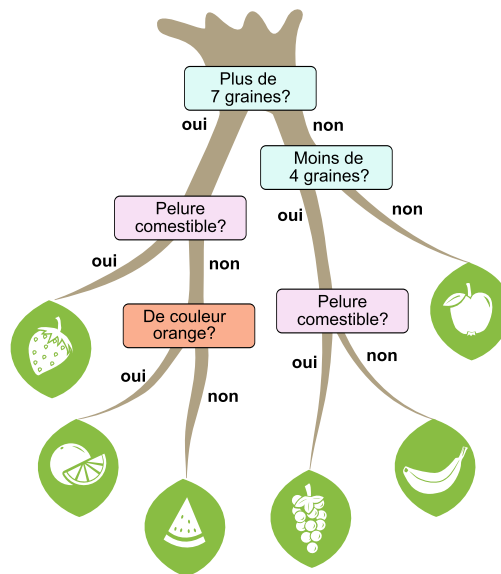 Plus de
7 graines?
oui
non
Moins de
4 graines?
Pelure
comestible?
oui
non
oui
non
De couleur
orange?
Pelure
comestible?
oui
non
oui
non